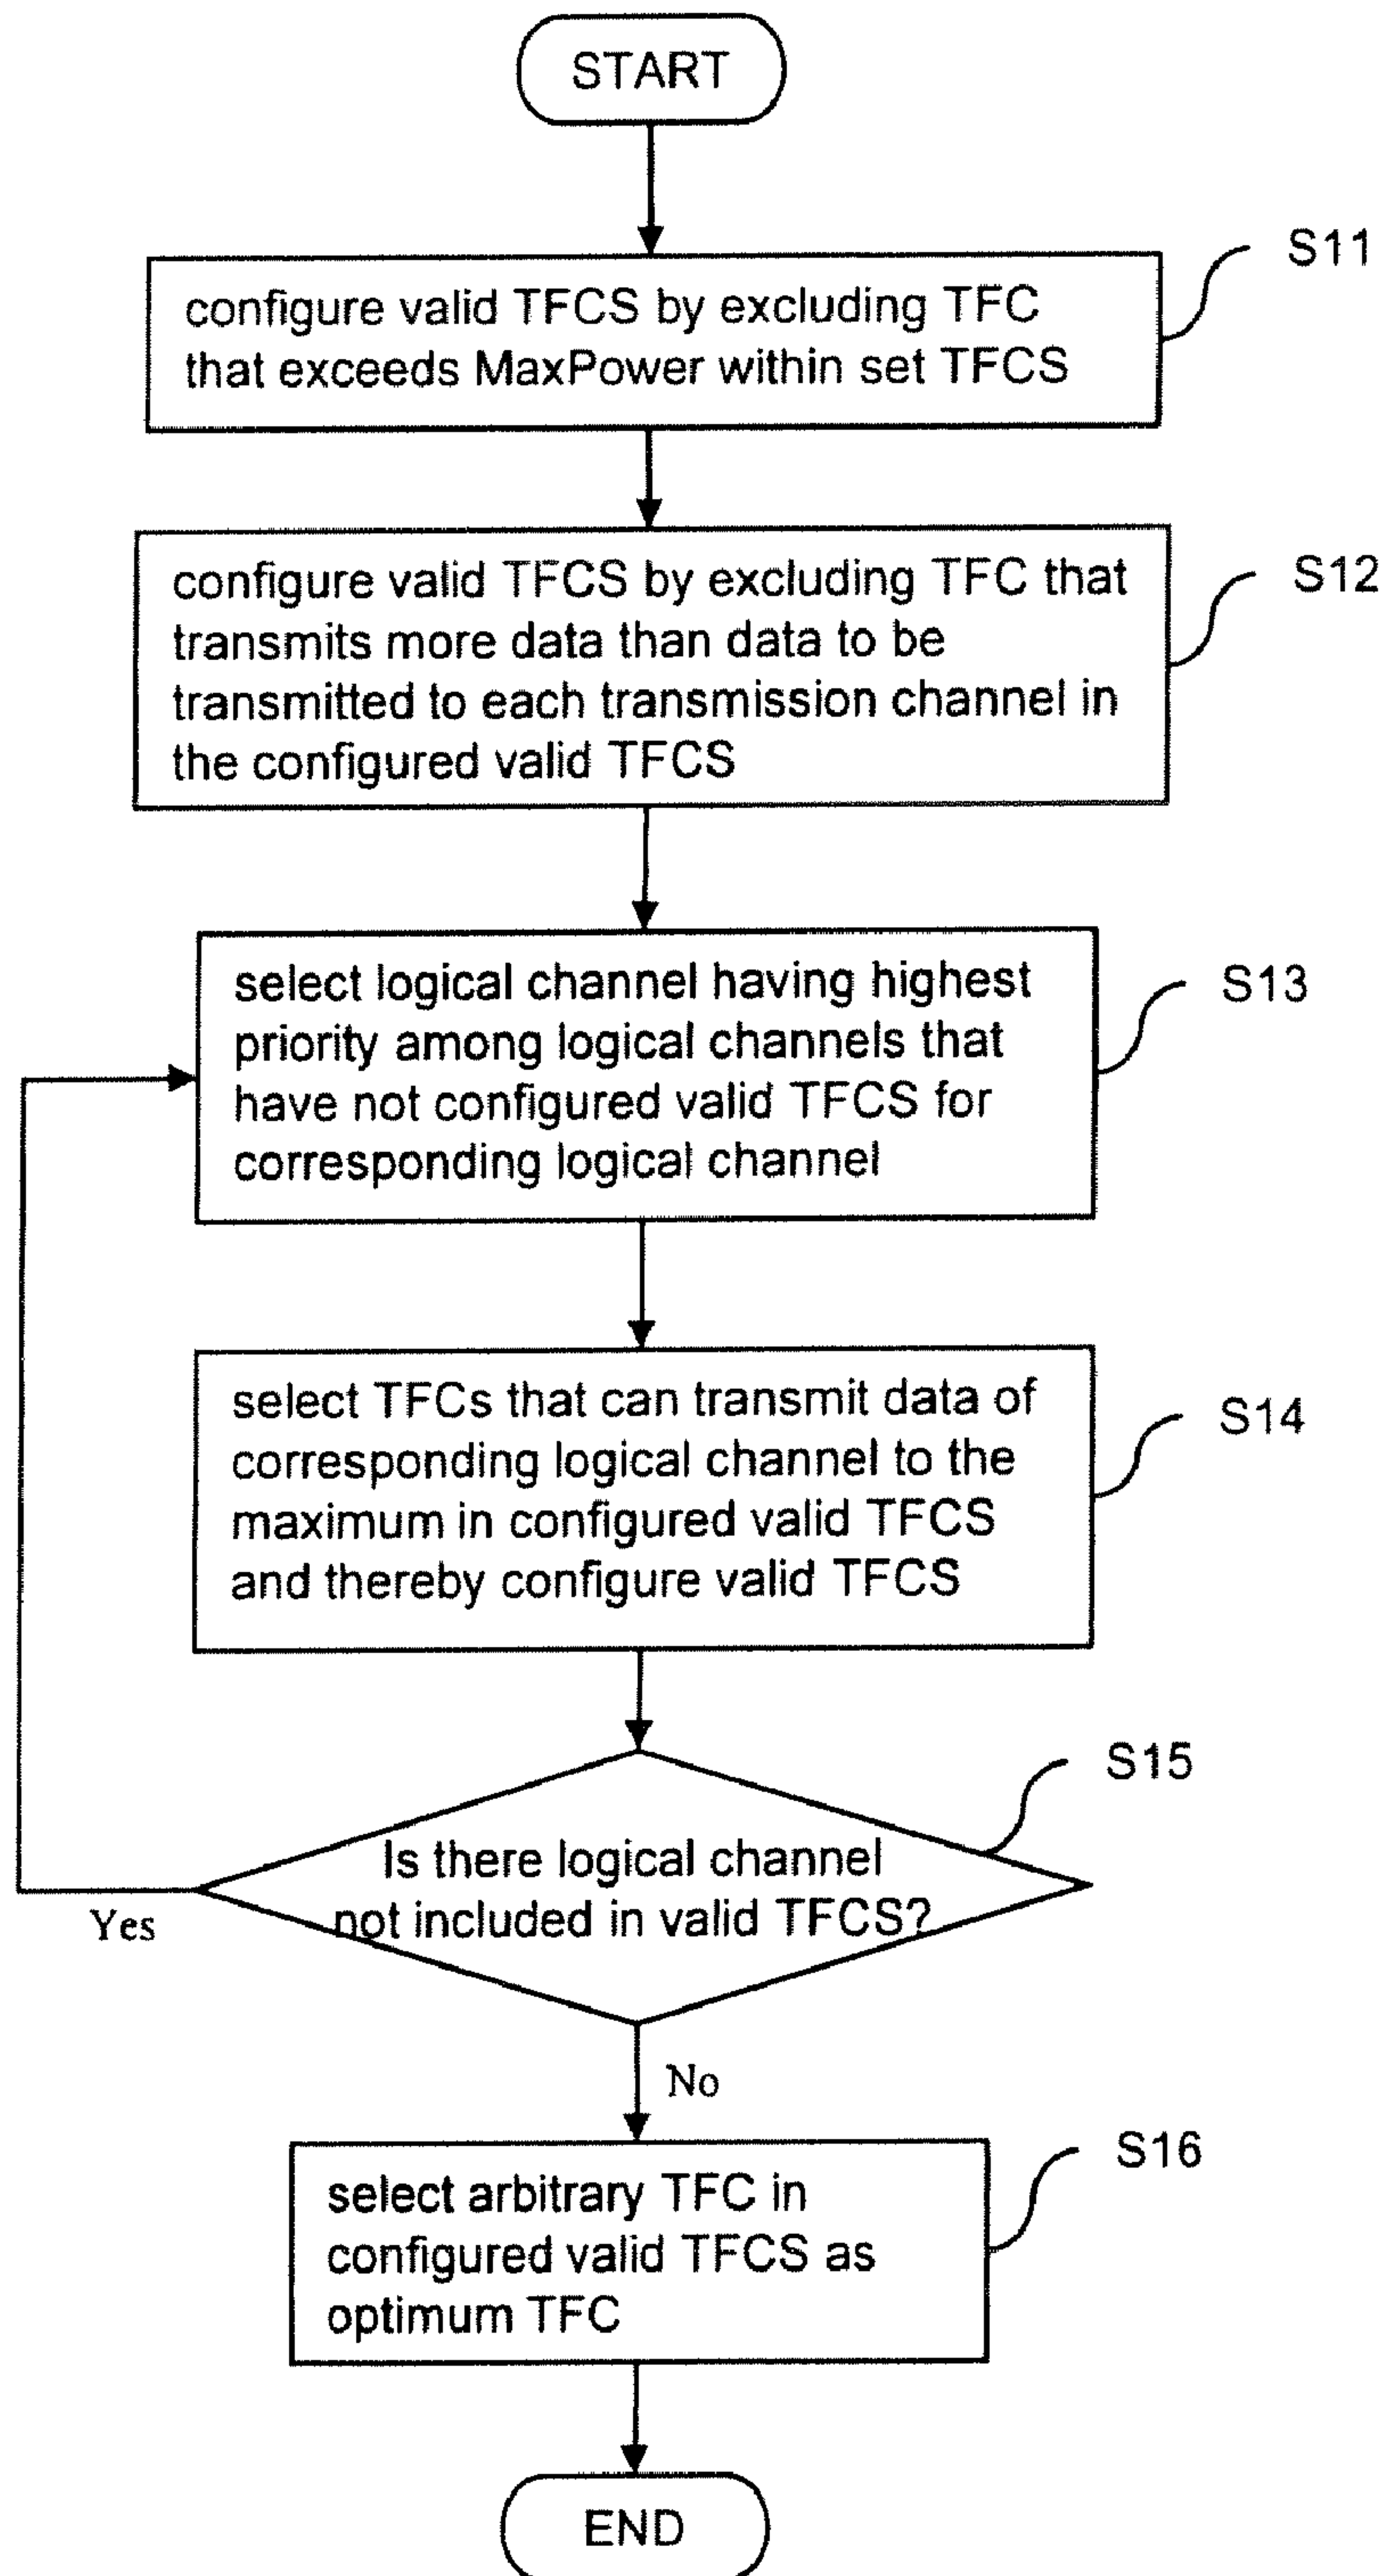 START
S11
configure valid TFCS by excluding TFC
that exceeds MaxPower within set TFCS
S12
configure valid TFCS by excluding TFC that
transmits more data than data to be
transmitted to each transmission channel in
the configured valid TFCS
S13
select logical channel having highest
priority among logical channels that
have not configured valid TFCS for
corresponding logical channel
S14
select TFCs that can transmit data of
corresponding logical channel to the
maximum in configured valid TFCS
and thereby configure valid TFCS
S15
Is there logical channel
not included in valid TFCS?
Yes
No
S16
select arbitrary TFC in
configured valid TFCS as
optimum TFC
END